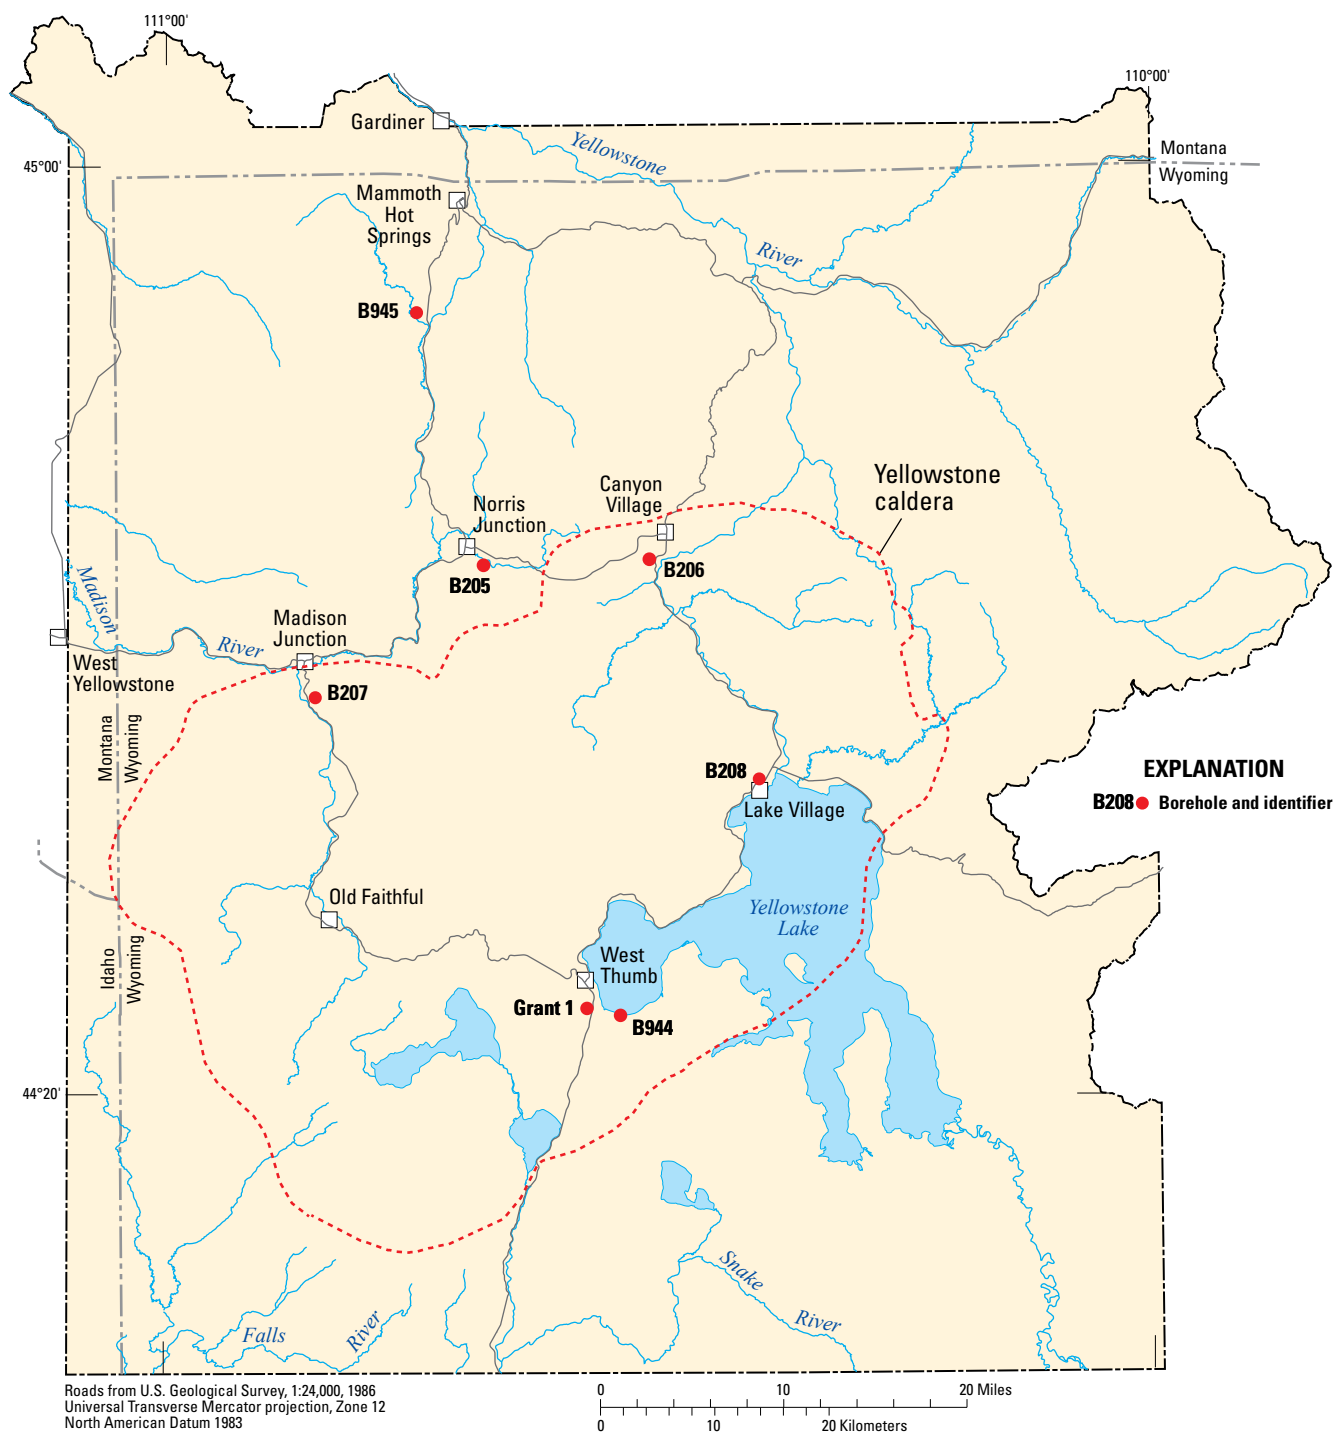 111°00'
110°00'
Gardiner
Yellowstone
45°00'
Montana
Wyoming
Mammoth
Hot
Springs
River
B945
Yellowstone
caldera
Canyon
Village
Norris
Junction
B205
B206
Madison
River
Madison
Junction
West
Yellowstone
B207
Montana
Wyoming
B208
Lake Village
EXPLANATION
B208 Borehole and identifier
Old Faithful
Yellowstone
Lake
Idaho
Wyoming
West
Thumb
Grant 1
B944
44°20'
Snake
River
Falls
River
Roads from U.S. Geological Survey, 1:24,000, 1986
Universal Transverse Mercator projection, Zone 12
North American Datum 1983
0 10 20 Miles
0 10 20 Kilometers